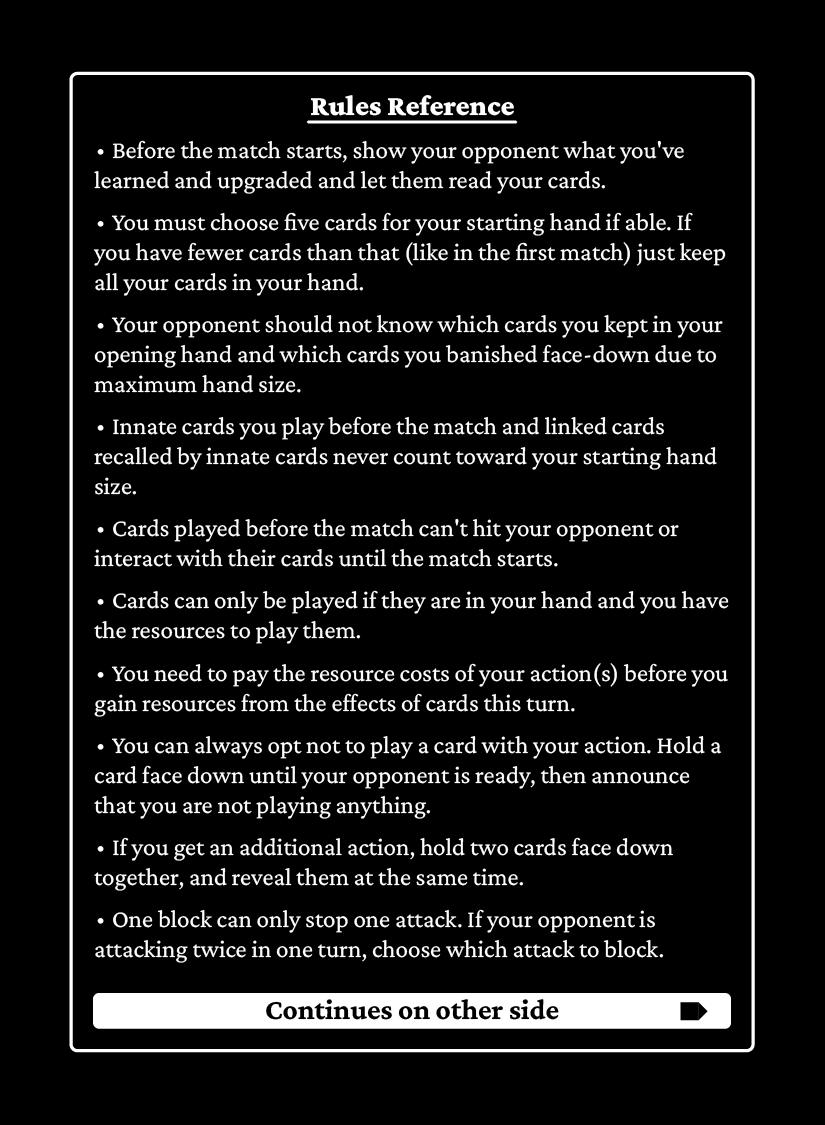 Rules Reference
• Before the match starts, show your opponent what you've
learned and upgraded and let them read your cards.
• You must choose five cards for your starting hand if able. If
you have fewer cards than that (like in the first match) just keep
all your cards in your hand.
• Your opponent should not know which cards you kept in your
opening hand and which cards you banished face-down due to
maximum hand size.
• Innate cards you play before the match and linked cards
recalled by innate cards never count toward your starting hand
size.
• Cards played before the match can't hit your opponent or
interact with their cards until the match starts.
• Cards can only be played if they are in your hand and you have
the resources to play them.
• You need to pay the resource costs of your action(s) before you
gain resources from the effects of cards this turn.
• You can always opt not to play a card with your action. Hold a
card face down until your opponent is ready, then announce
that you are not playing anything.
• If you get an additional action, hold two cards face down
together, and reveal them at the same time.
• One block can only stop one attack. If your opponent is
attacking twice in one turn, choose which attack to block.
Continues on other side